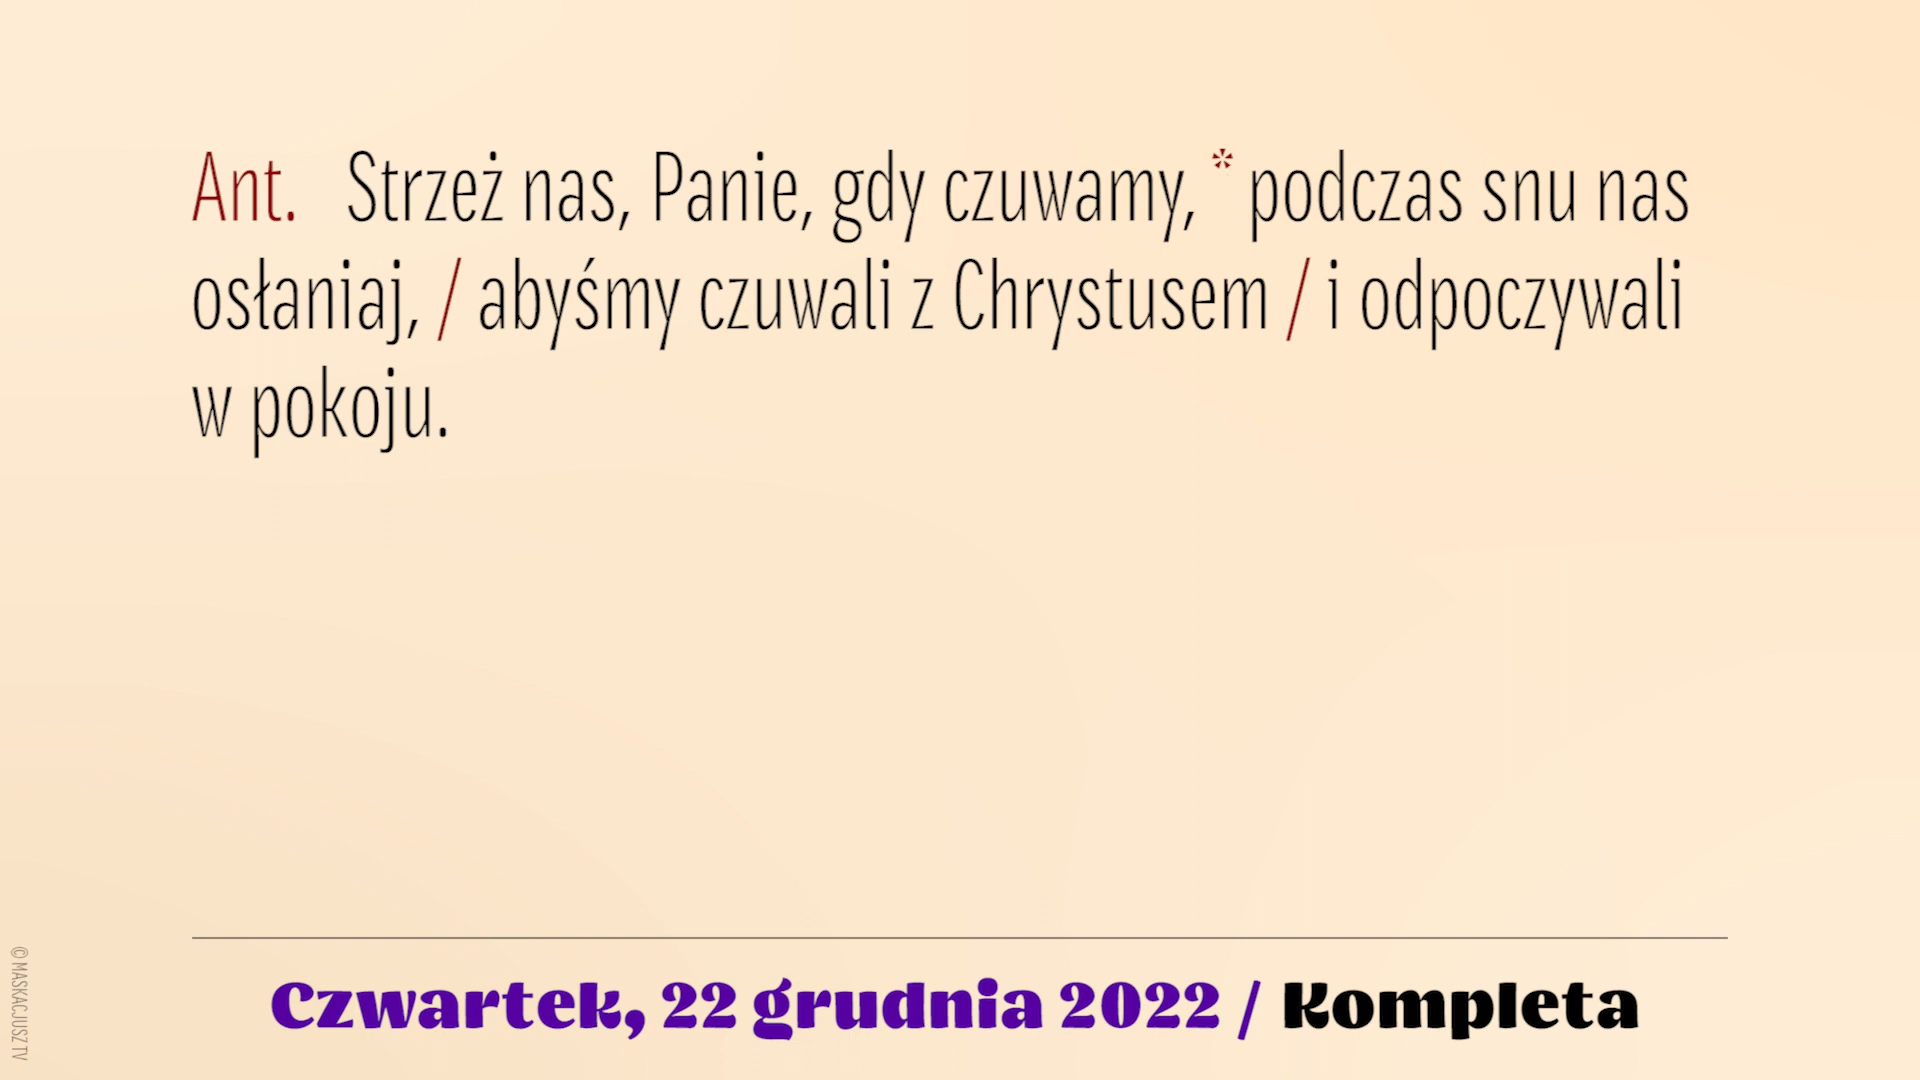 Ant. Strzeż nas, Panie, gdy czuwamy, * podczas snu nas
osłaniaj, / abyśmy czuwali z Chrystusem / i odpoczywali
w pokoju.
Czwartek, 22 grudnia 2022 / Kompleta
© MASKACJUSZ TV